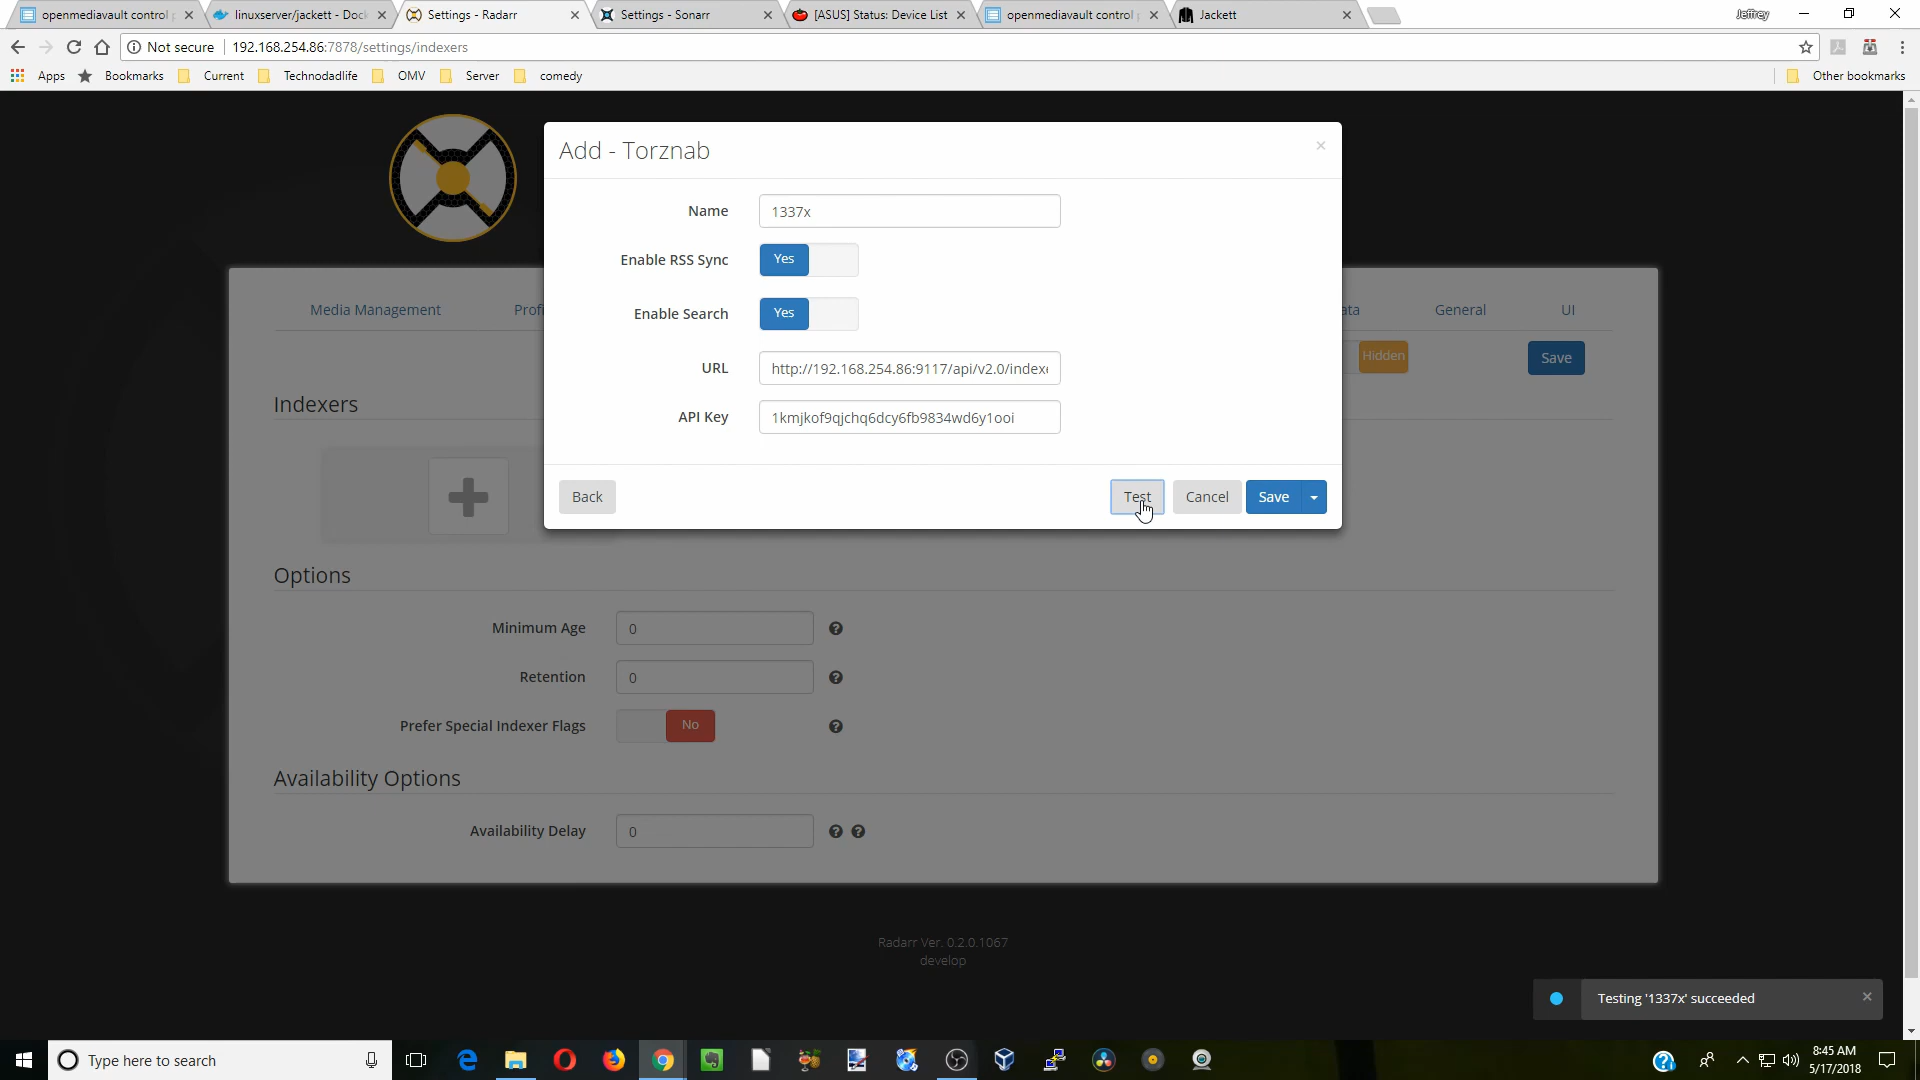 openmediavault control p
linuxserver/jackett - Dock
Settings - Radarr
Settings - Sonarr
[ASUS] Status: Device List
openmediavault control p
Jackett
Jeffrey
Not secure
192.168.254.86:7878/settings/indexers
Apps
Bookmarks
Current
Technodadlife
OMV
Server
comedy
Other bookmarks
Add - Torznab
Name
1337x
Enable RSS Sync
Yes
Enable Search
Yes
URL
http://192.168.254.86:9117/api/v2.0/indexe
API Key
1kmjkof9qjchq6dcy6fb9834wd6y1ooi
Back
Test
Cancel
Save
Media Management
Profi
ata
General
UI
Hidden
Save
Indexers
Options
Minimum Age
0
Retention
0
Prefer Special Indexer Flags
No
Availability Options
Availability Delay
0
Radarr Ver. 0.2.0.1067
develop
Testing '1337x' succeeded
Type here to search
8:45 AM
5/17/2018